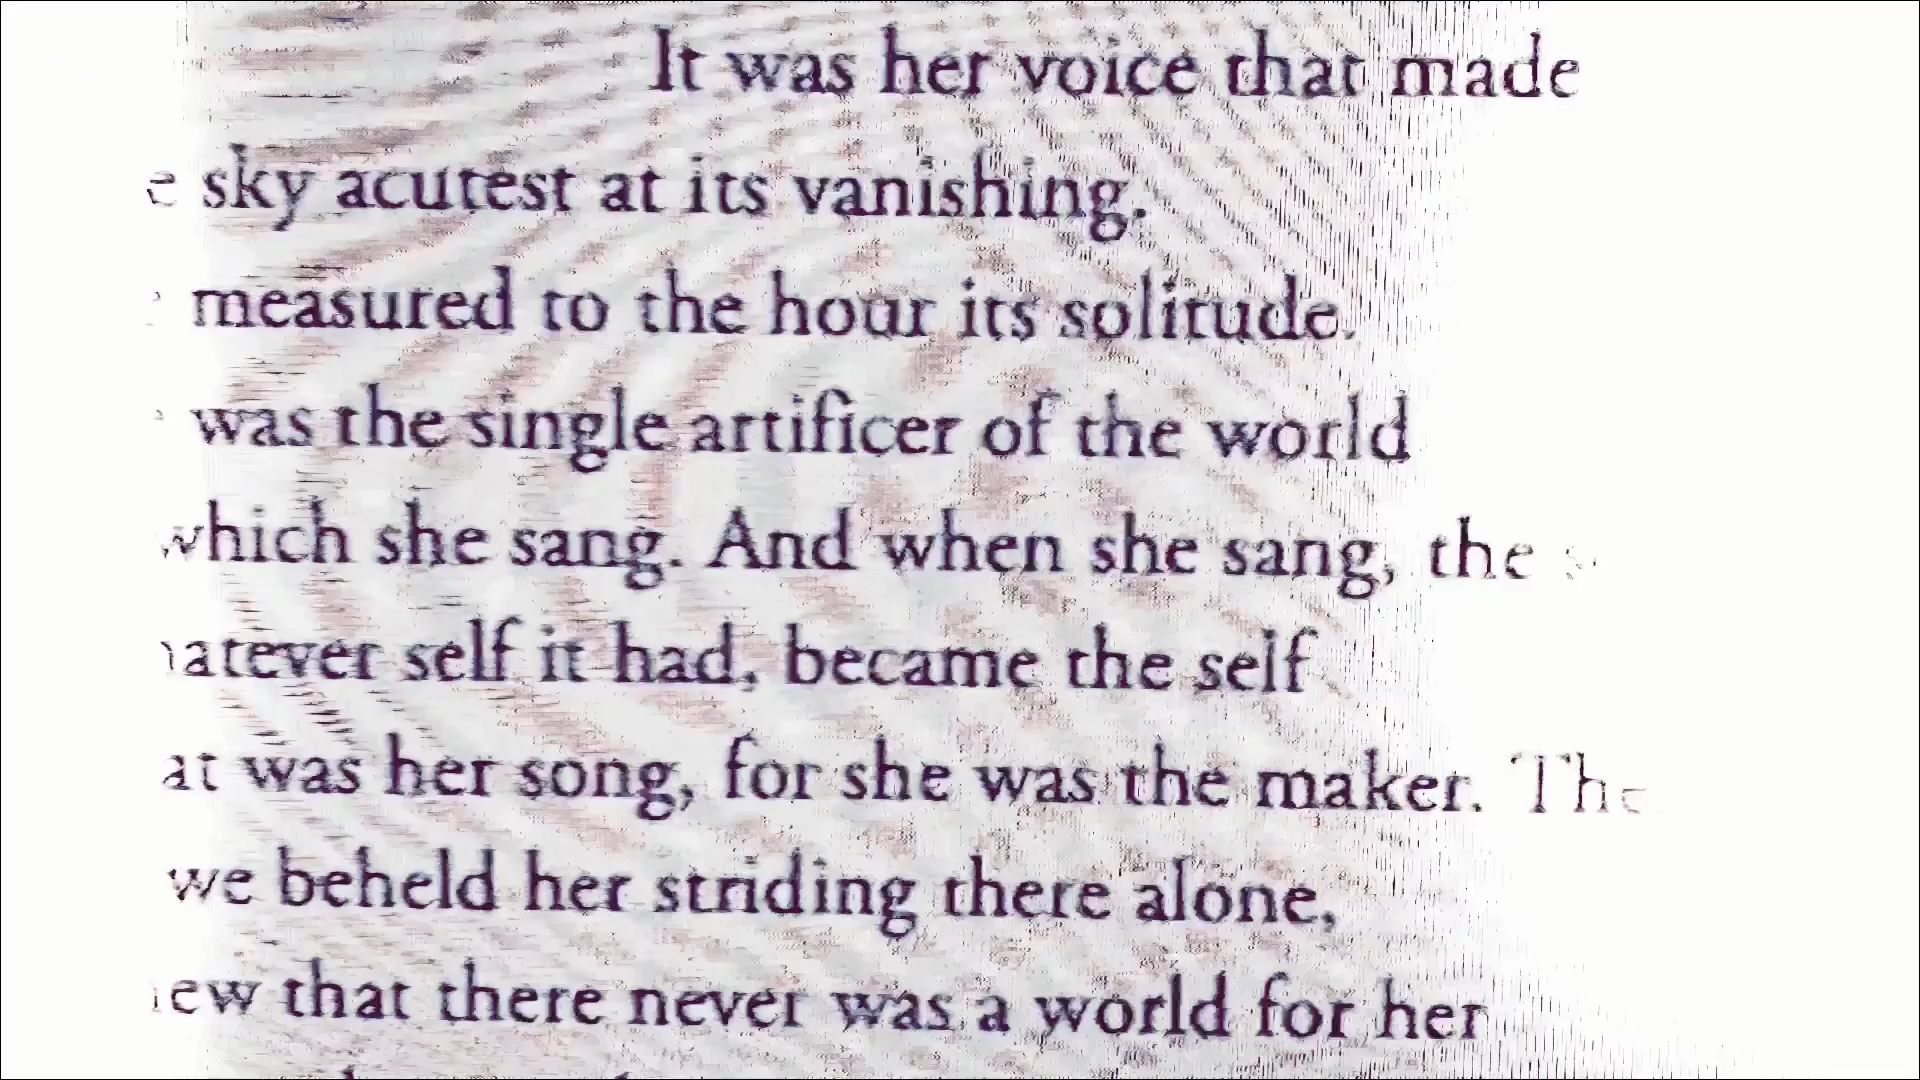 It was her voice that made
sky acutest at its vanishing.
measured to the hour its solitude.
was the single artificer of the world
which she sang. And when she sang, the
self it had, became the self
was her song, for she was the maker. The
we beheld her striding there alone,
that there never was a world for her